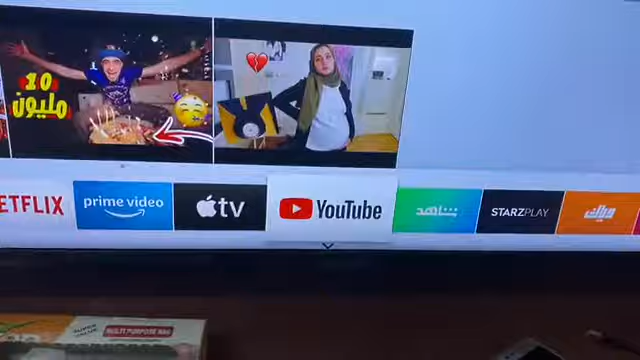 10
مليون
NETFLIX
prime video
tv
YouTube
شاهد
STARZPLAY
MULTI PURPOSE BAG